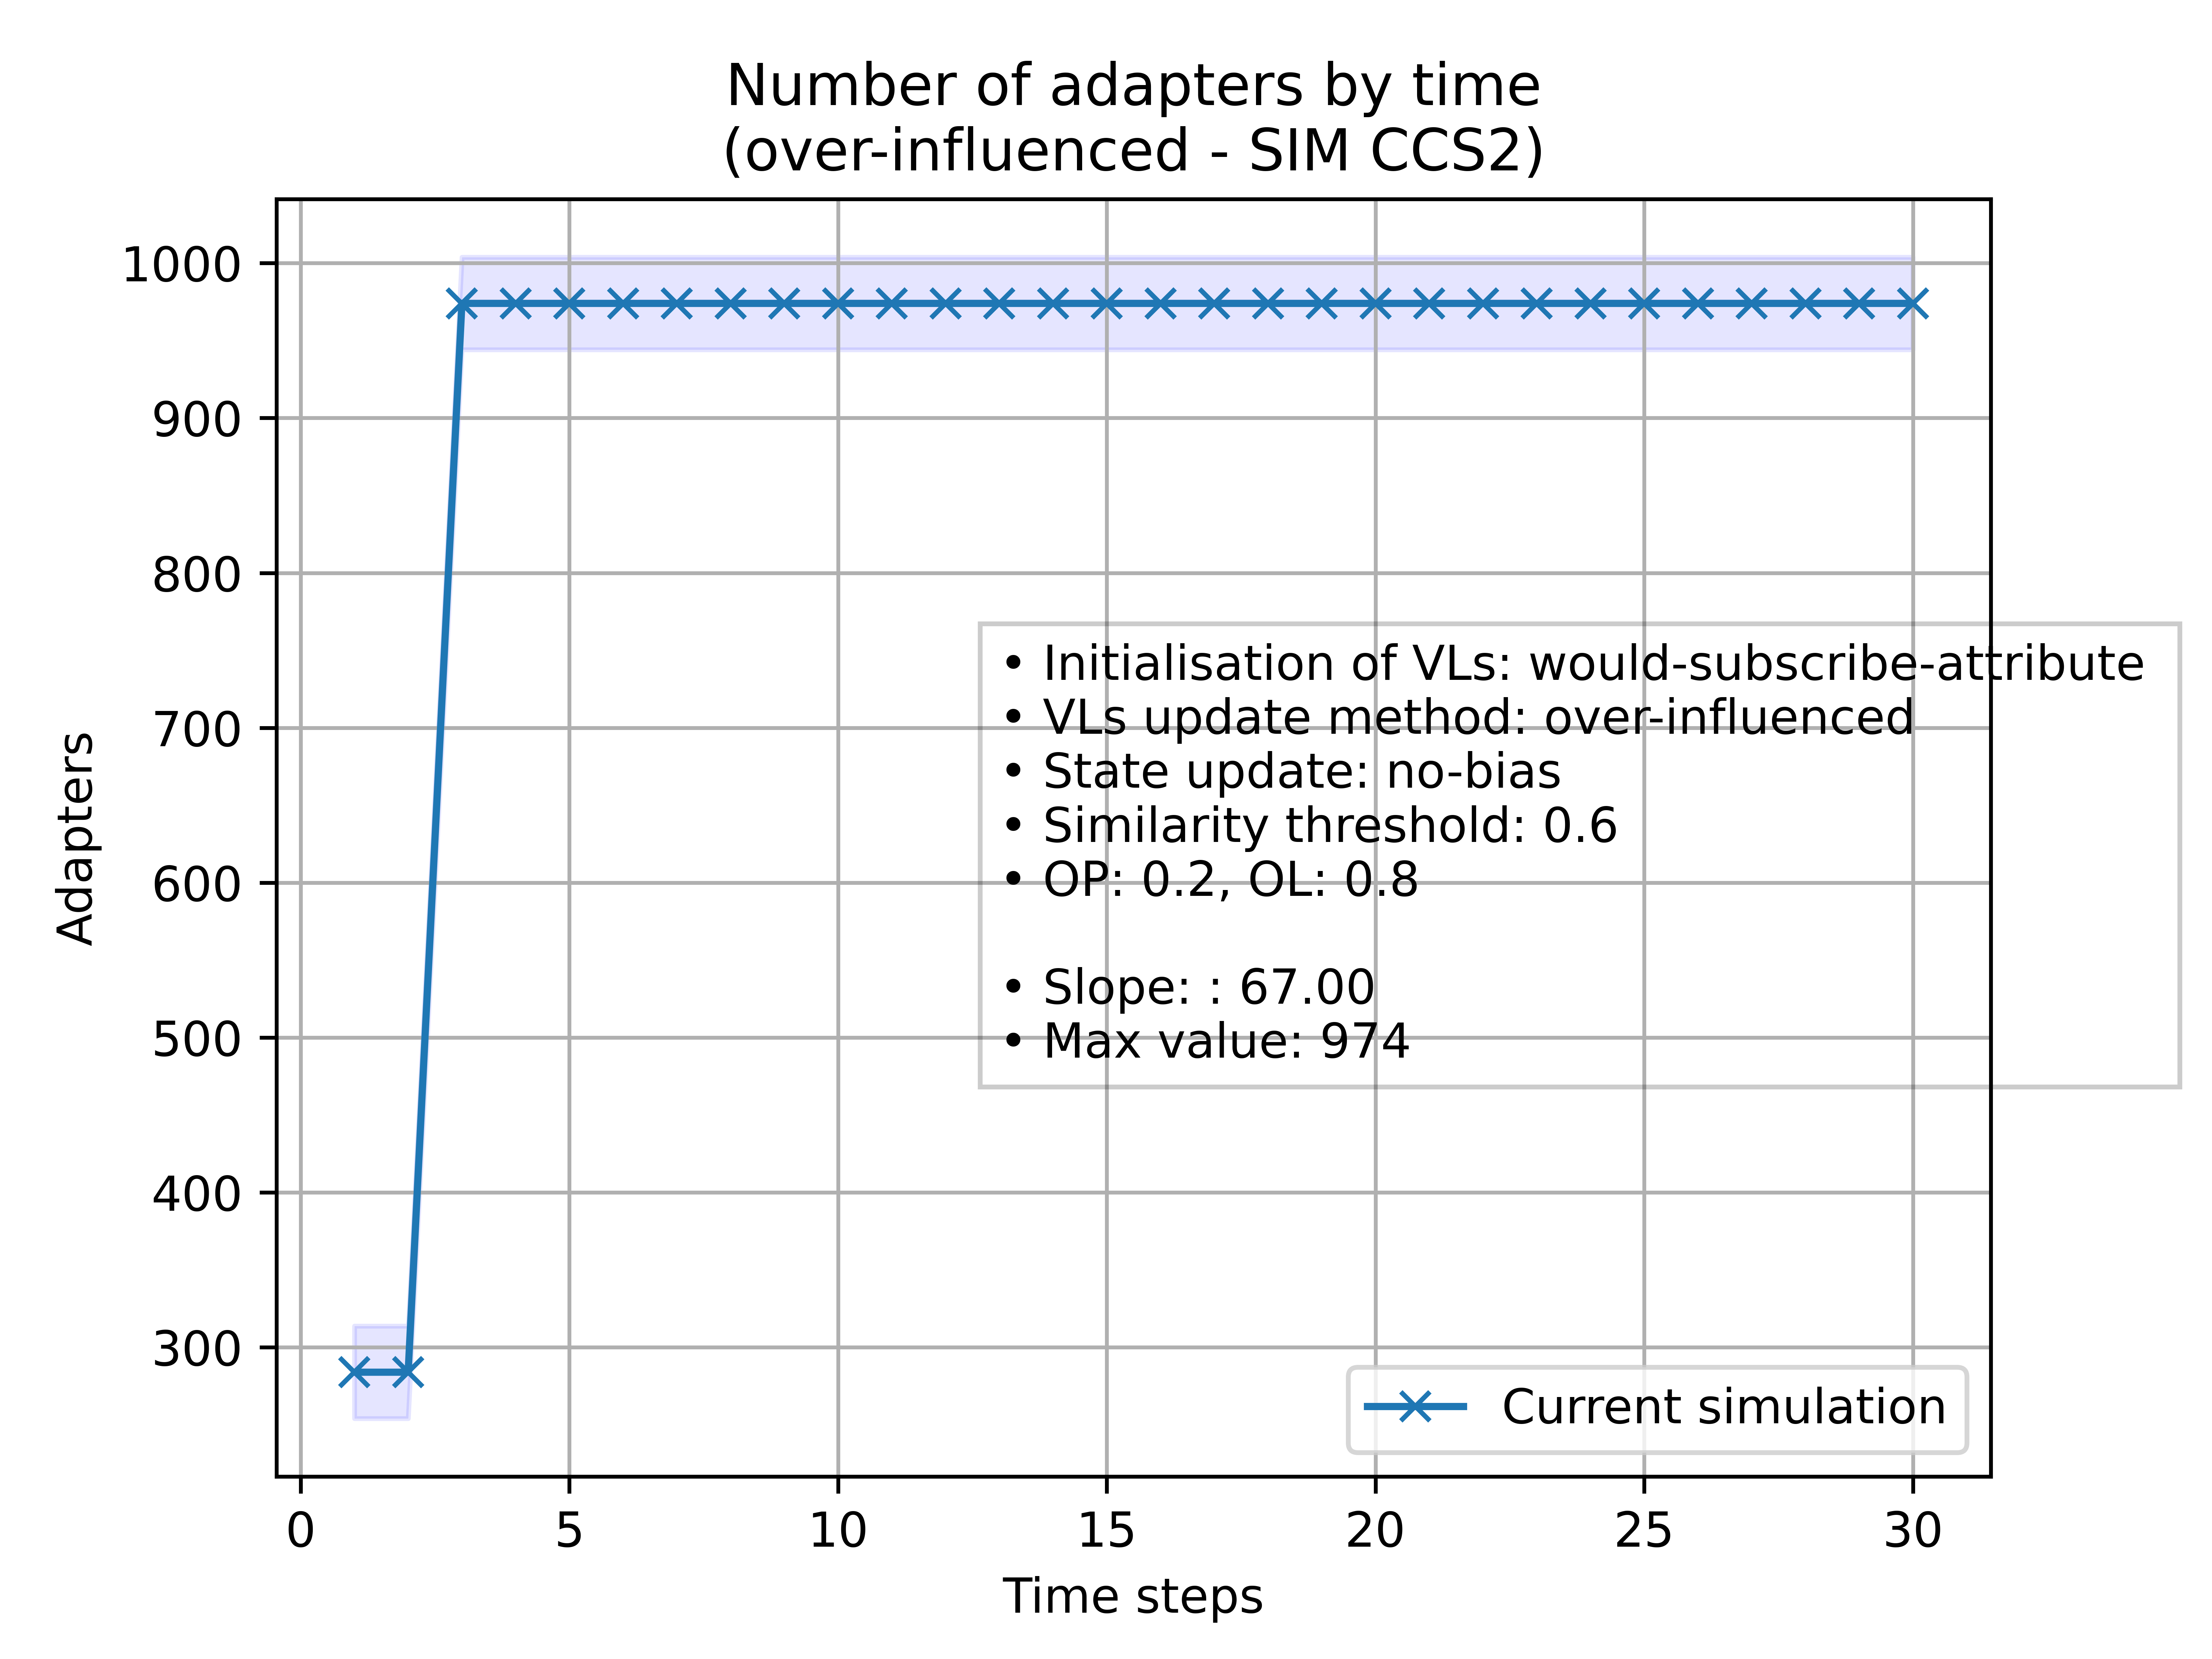 Number of adapters by time
(over-influenced - SIM CCS2)
1000
900
800
700
600
500
400
300
Adapters
• Initialisation of VLs: would-subscribe-attribute
• VLs update method: over-influenced
• State update: no-bias
• Similarity threshold: 0.6
• OP: 0.2, OL: 0.8
• Slope: : 67.00
• Max value: 974
Current simulation
0 5 10 15 20 25 30
Time steps